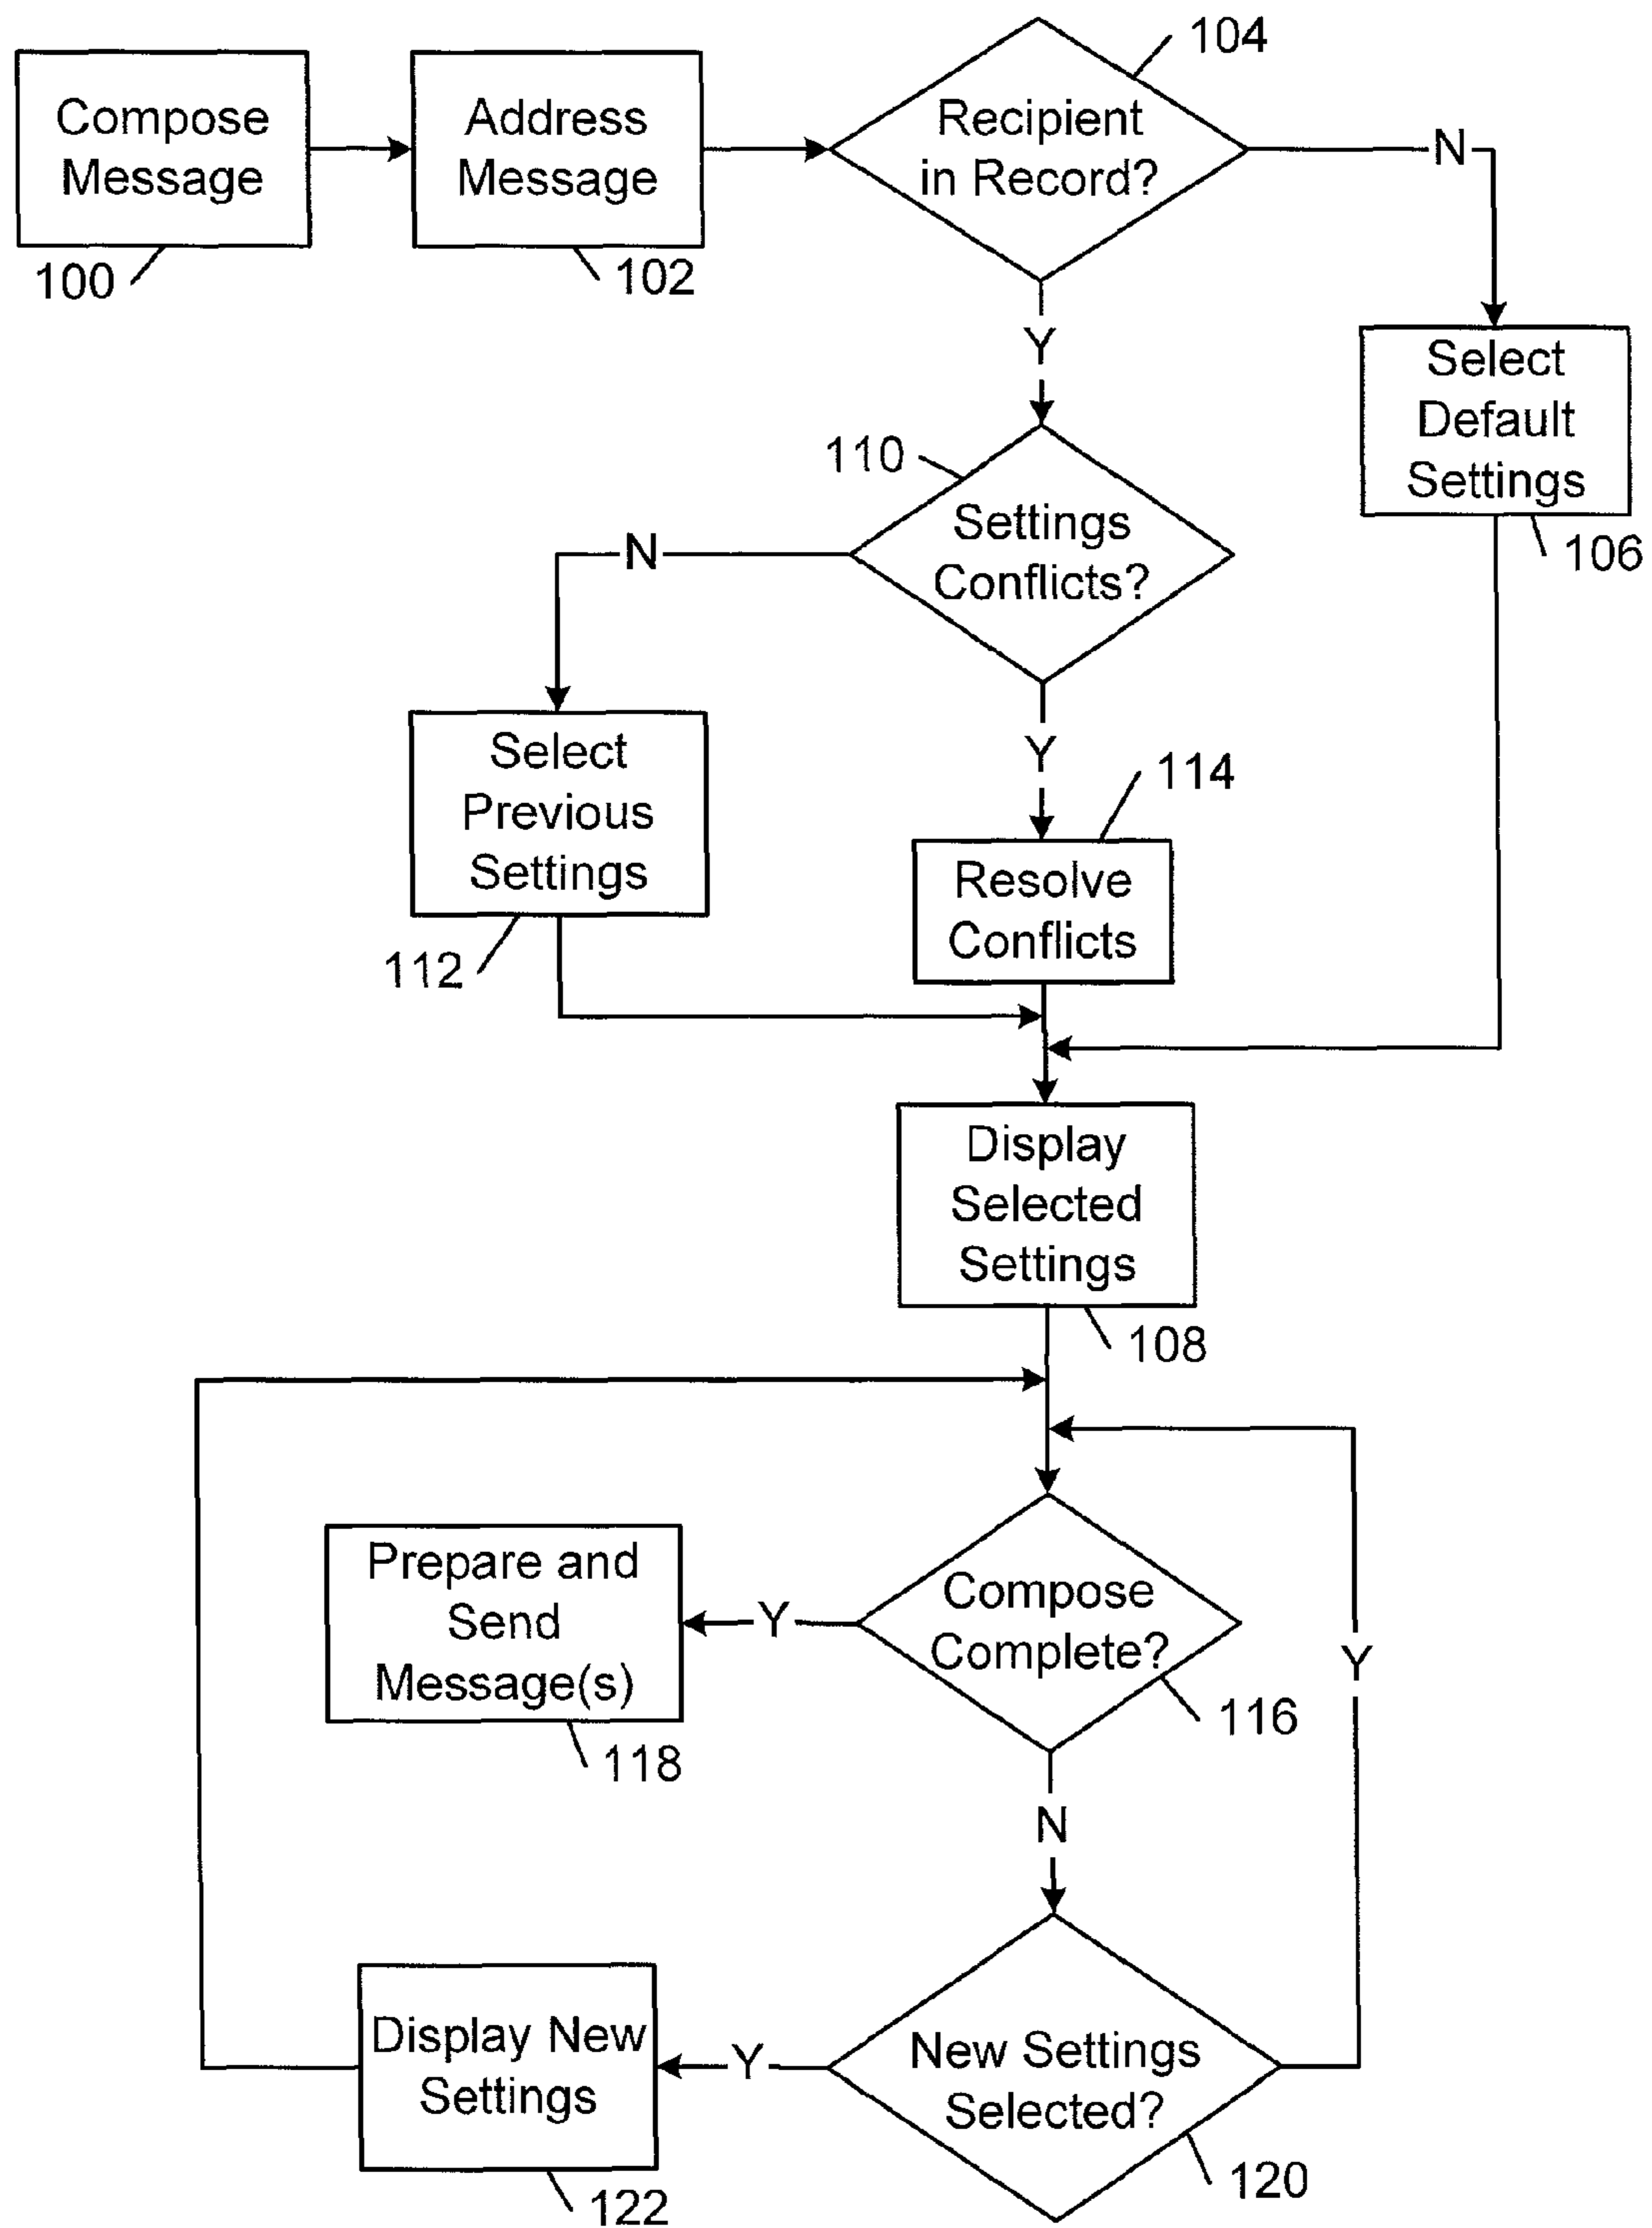 Compose
Message
100
Address
Message
102
Recipient
in Record?
104
N
Y
Select
Default
Settings
106
110
Settings
Conflicts?
N
Y
Select
Previous
Settings
112
114
Resolve
Conflicts
Display
Selected
Settings
108
Prepare and
Send
Message(s)
118
Y
Compose
Complete?
116
Y
N
Display New
Settings
122
Y
New Settings
Selected?
120